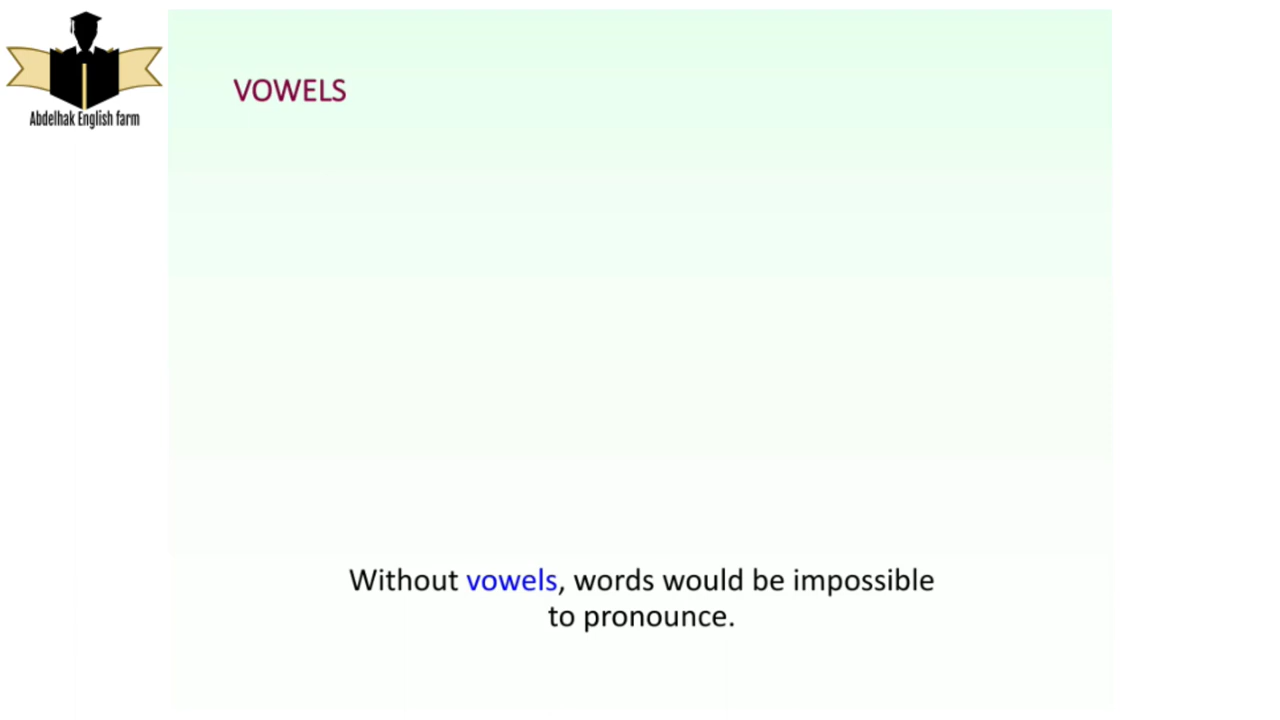 Abdelhak English farm
VOWELS
Without vowels, words would be impossible
to pronounce.